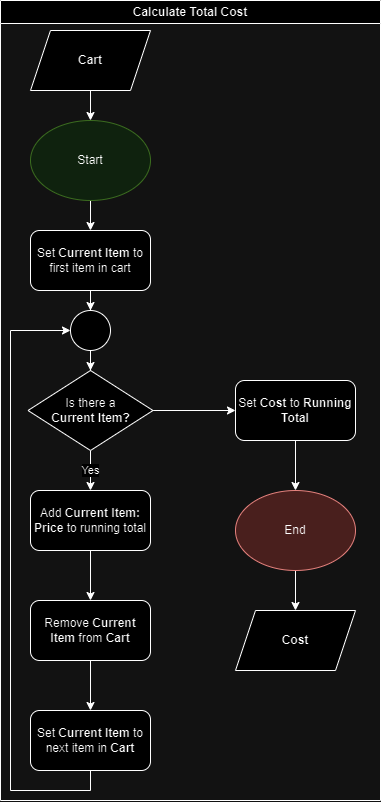 Calculate Total Cost
Cart
Start
Set Current Item to
first item in cart
Is there a
Current Item?
Set Cost to Running
Total
Yes
Add Current Item:
Price to running total
End
Remove Current
Item from Cart
Cost
Set Current Item to
next item in Cart